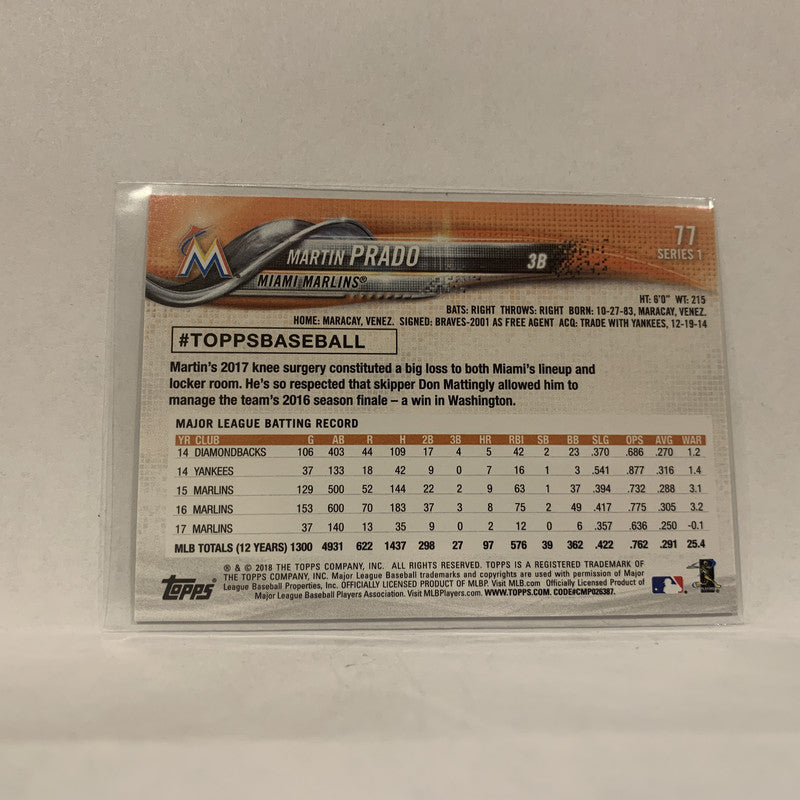 77
SERIES 1
MARTIN PRADO
3B
MIAMI MARLINS®
HT: 6'0" WT: 215
BATS: RIGHT THROWS: RIGHT BORN: 10-27-83, MARACAY, VENEZ.
HOME: MARACAY, VENEZ. SIGNED: BRAVES-2001 AS FREE AGENT ACQ: TRADE WITH YANKEES, 12-19-14
#TOPPSBASEBALL
Martin's 2017 knee surgery constituted a big loss to both Miami's lineup and
locker room. He's so respected that skipper Don Mattingly allowed him to
manage the team's 2016 season finale – a win in Washington.
MAJOR LEAGUE BATTING RECORD
YR CLUB G AB R H 2B 3B HR RBI SB BB SLG OPS AVG WAR
14 DIAMONDBACKS 106 403 44 109 17 4 5 42 2 23 .370 .686 .270 1.2
14 YANKEES 37 133 18 42 9 0 7 16 1 3 .541 .877 .316 1.4
15 MARLINS 129 500 52 144 22 2 9 63 1 37 .394 .732 .288 3.1
16 MARLINS 153 600 70 183 37 3 8 75 2 49 .417 .775 .305 3.2
17 MARLINS 37 140 13 35 9 0 2 12 0 6 .357 .636 .250 -0.1
MLB TOTALS (12 YEARS) 1300 4931 622 1437 298 27 97 576 39 362 .422 .762 .291 25.4
® & © 2018 THE TOPPS COMPANY, INC. ALL RIGHTS RESERVED. TOPPS IS A REGISTERED TRADEMARK OF
THE TOPPS COMPANY, INC. Major League Baseball trademarks and copyrights are used with permission of Major
League Baseball Properties, Inc. OFFICIALLY LICENSED PRODUCT OF MLBP. Visit MLB.com. Officially Licensed Product of
Major League Baseball Players Association. Visit MLBPlayers.com. WWW.TOPPS.COM. CODE#CMP026387.
TOPPS®